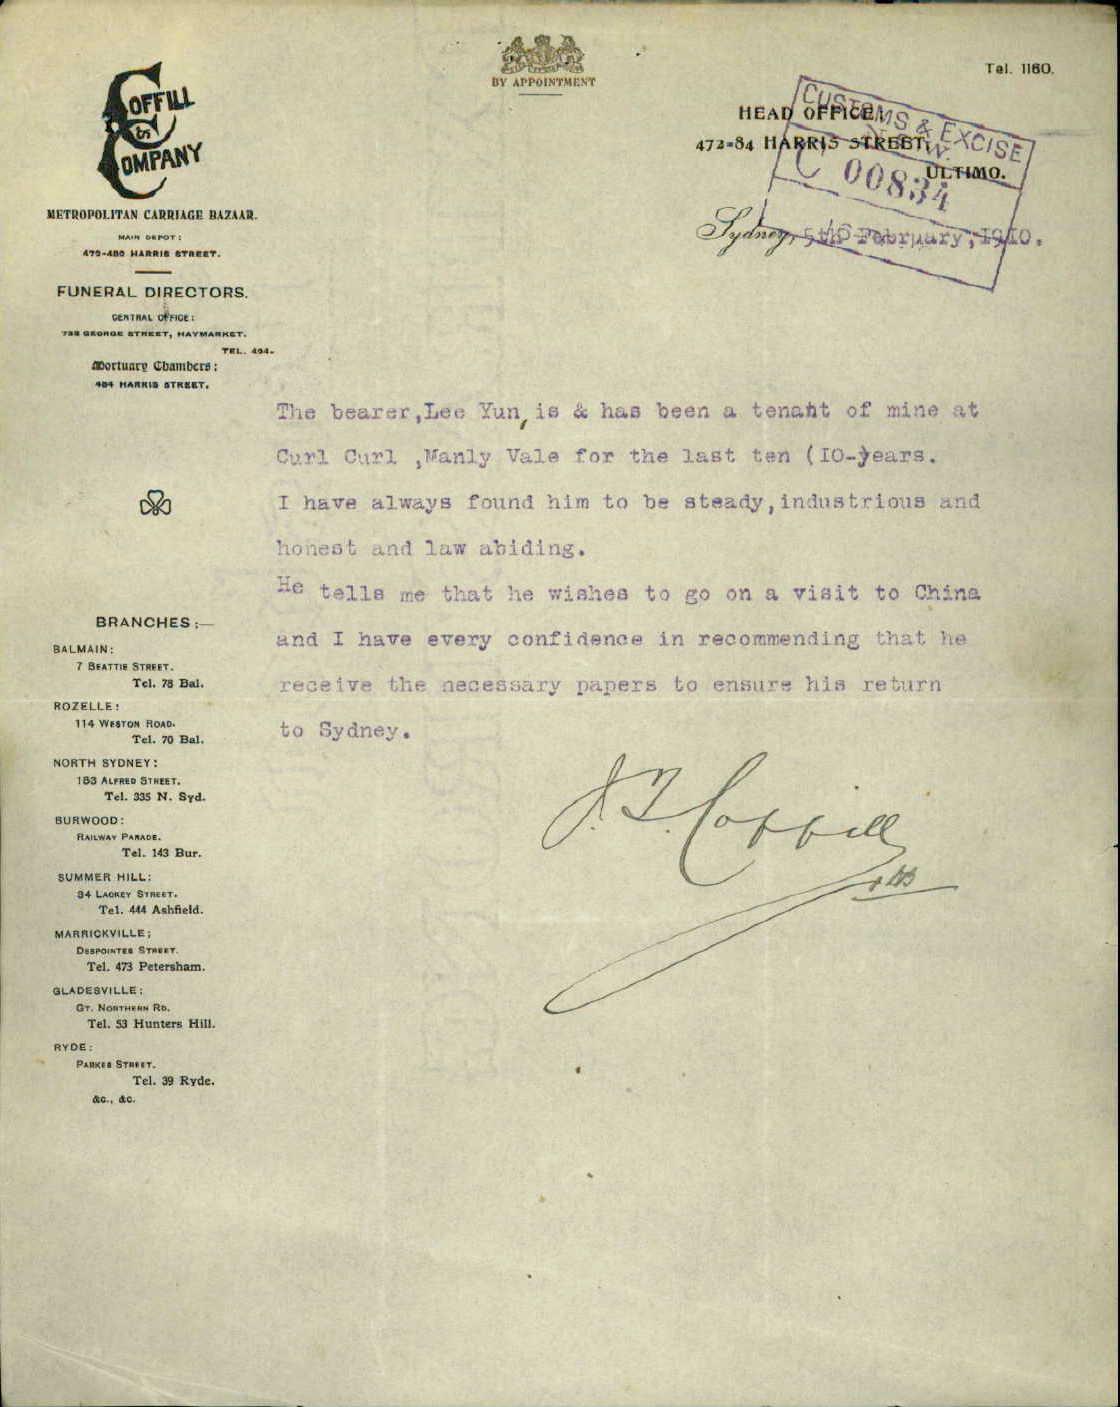 COFFILL
&
COMPANY
METROPOLITAN CARRIAGE BAZAAR.
MAIN DEPOT:
472-480 HARRIS STREET.
FUNERAL DIRECTORS.
CENTRAL OFFICE:
738 GEORGE STREET, HAYMARKET.
TEL. 494.
Mortuary Chambers:
484 HARRIS STREET.
BY APPOINTMENT
Tel. 1160.
HEAD OFFICE
472-84 HARRIS STREET,
ULTIMO.
CUSTOMS & EXCISE
N.S.W.
C 00834
Sydney, 5th February, 1910.
The bearer,Lee Yun, is & has been a tenant of mine at
Curl Curl ,Manly Vale for the last ten (IO-years.
I have always found him to be steady,industrious and
honest and law abiding.
He tells me that he wishes to go on a visit to China
and I have every confidence in recommending that he
receive the necessary papers to ensure his return
to Sydney.
Coffill
BRANCHES:—
BALMAIN:
7 BEATTIE STREET.
Tel. 78 Bal.
ROZELLE:
114 WESTON ROAD.
Tel. 70 Bal.
NORTH SYDNEY:
183 ALFRED STREET.
Tel. 335 N. Syd.
BURWOOD:
RAILWAY PARADE.
Tel. 143 Bur.
SUMMER HILL:
34 LACKEY STREET.
Tel. 444 Ashfield.
MARRICKVILLE;
DESPOINTES STREET.
Tel. 473 Petersham.
GLADESVILLE:
GT. NORTHERN RD.
Tel. 53 Hunters Hill.
RYDE:
PARKES STREET.
Tel. 39 Ryde.
&c., &c.